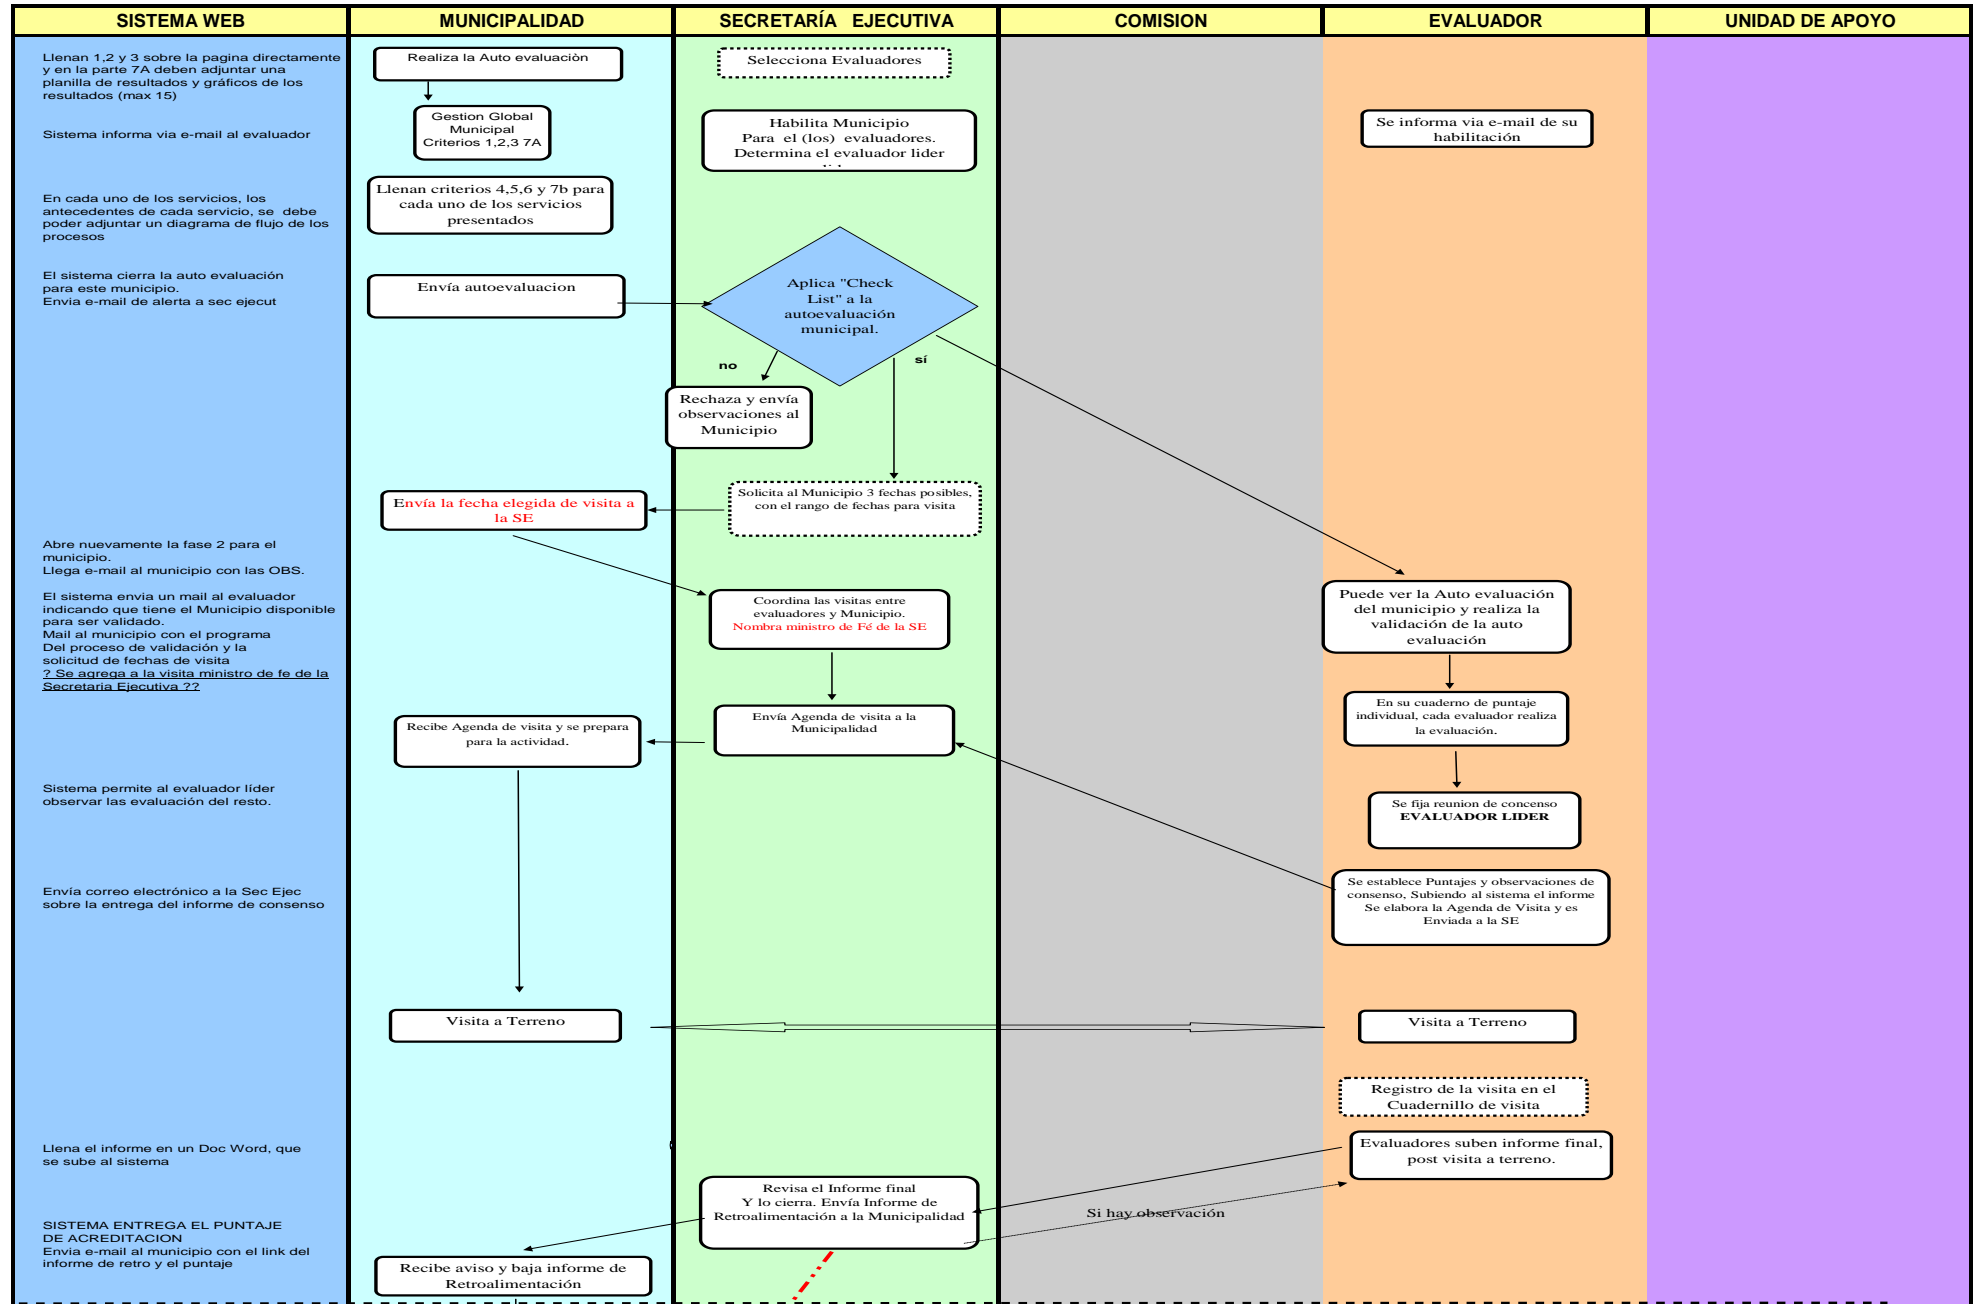 SISTEMA WEB
MUNICIPALIDAD
SECRETARÍA EJECUTIVA
COMISION
EVALUADOR
UNIDAD DE APOYO
Llenan 1,2 y 3 sobre la pagina directamente
y en la parte 7A deben adjuntar una
planilla de resultados y gráficos de los
resultados (max 15)
Realiza la Auto evaluaciòn
Selecciona Evaluadores
Sistema informa via e-mail al evaluador
Gestion Global
Municipal
Criterios 1,2,3 7A
Habilita Municipio
Para el (los) evaluadores.
Determina el evaluador lider
Se informa via e-mail de su
habilitación
En cada uno de los servicios, los
antecedentes de cada servicio, se debe
poder adjuntar un diagrama de flujo de los
procesos
Llenan criterios 4,5,6 y 7b para
cada uno de los servicios
presentados
El sistema cierra la auto evaluación
para este municipio.
Envia e-mail de alerta a sec ejecut
Envía autoevaluacion
Aplica "Check
List" a la
autoevaluación
municipal.
no
sí
Rechaza y envía
observaciones al
Municipio
Envía la fecha elegida de visita a
la SE
Solicita al Municipio 3 fechas posibles,
con el rango de fechas para visita
Abre nuevamente la fase 2 para el
municipio.
Llega e-mail al municipio con las OBS.
El sistema envia un mail al evaluador
indicando que tiene el Municipio disponible
para ser validado.
Mail al municipio con el programa
Del proceso de validación y la
solicitud de fechas de visita
? Se agrega a la visita ministro de fe de la
Secretaria Ejecutiva ??
Coordina las visitas entre
evaluadores y Municipio.
Nombra ministro de Fé de la SE
Puede ver la Auto evaluación
del municipio y realiza la
validación de la auto
evaluación
Recibe Agenda de visita y se prepara
para la actividad.
Envía Agenda de visita a la
Municipalidad
En su cuaderno de puntaje
individual, cada evaluador realiza
la evaluación.
Sistema permite al evaluador líder
observar las evaluación del resto.
Se fija reunion de concenso
EVALUADOR LIDER
Envía correo electrónico a la Sec Ejec
sobre la entrega del informe de consenso
Se establece Puntajes y observaciones de
consenso, Subiendo al sistema el informe
Se elabora la Agenda de Visita y es
Enviada a la SE
Visita a Terreno
Visita a Terreno
Registro de la visita en el
Cuadernillo de visita
Llena el informe en un Doc Word, que
se sube al sistema
Evaluadores suben informe final,
post visita a terreno.
Revisa el Informe final
Y lo cierra. Envía Informe de
Retroalimentación a la Municipalidad
Si hay observación
SISTEMA ENTREGA EL PUNTAJE
DE ACREDITACION
Envia e-mail al municipio con el link del
informe de retro y el puntaje
Recibe aviso y baja informe de
Retroalimentación